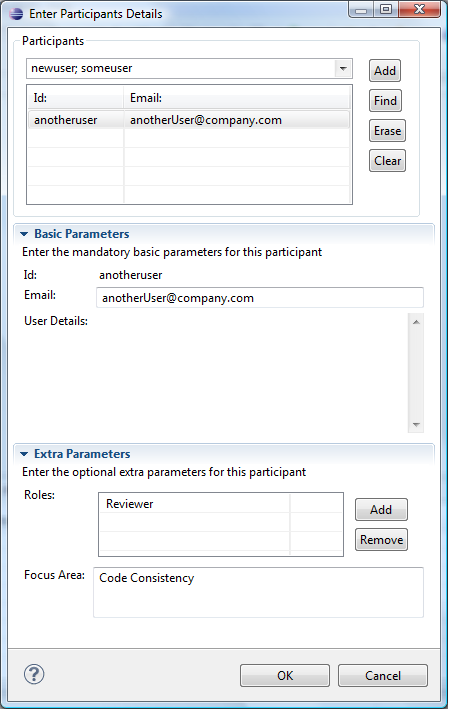 Enter Participants Details
Participants
newuser; someuser
Add
Id: Email:
Find
anotheruser anotherUser@company.com
Erase
Clear
Basic Parameters
Enter the mandatory basic parameters for this participant
Id: anotheruser
Email: anotherUser@company.com
User Details:
Extra Parameters
Enter the optional extra parameters for this participant
Roles: Reviewer
Add
Remove
Focus Area: Code Consistency
? OK Cancel